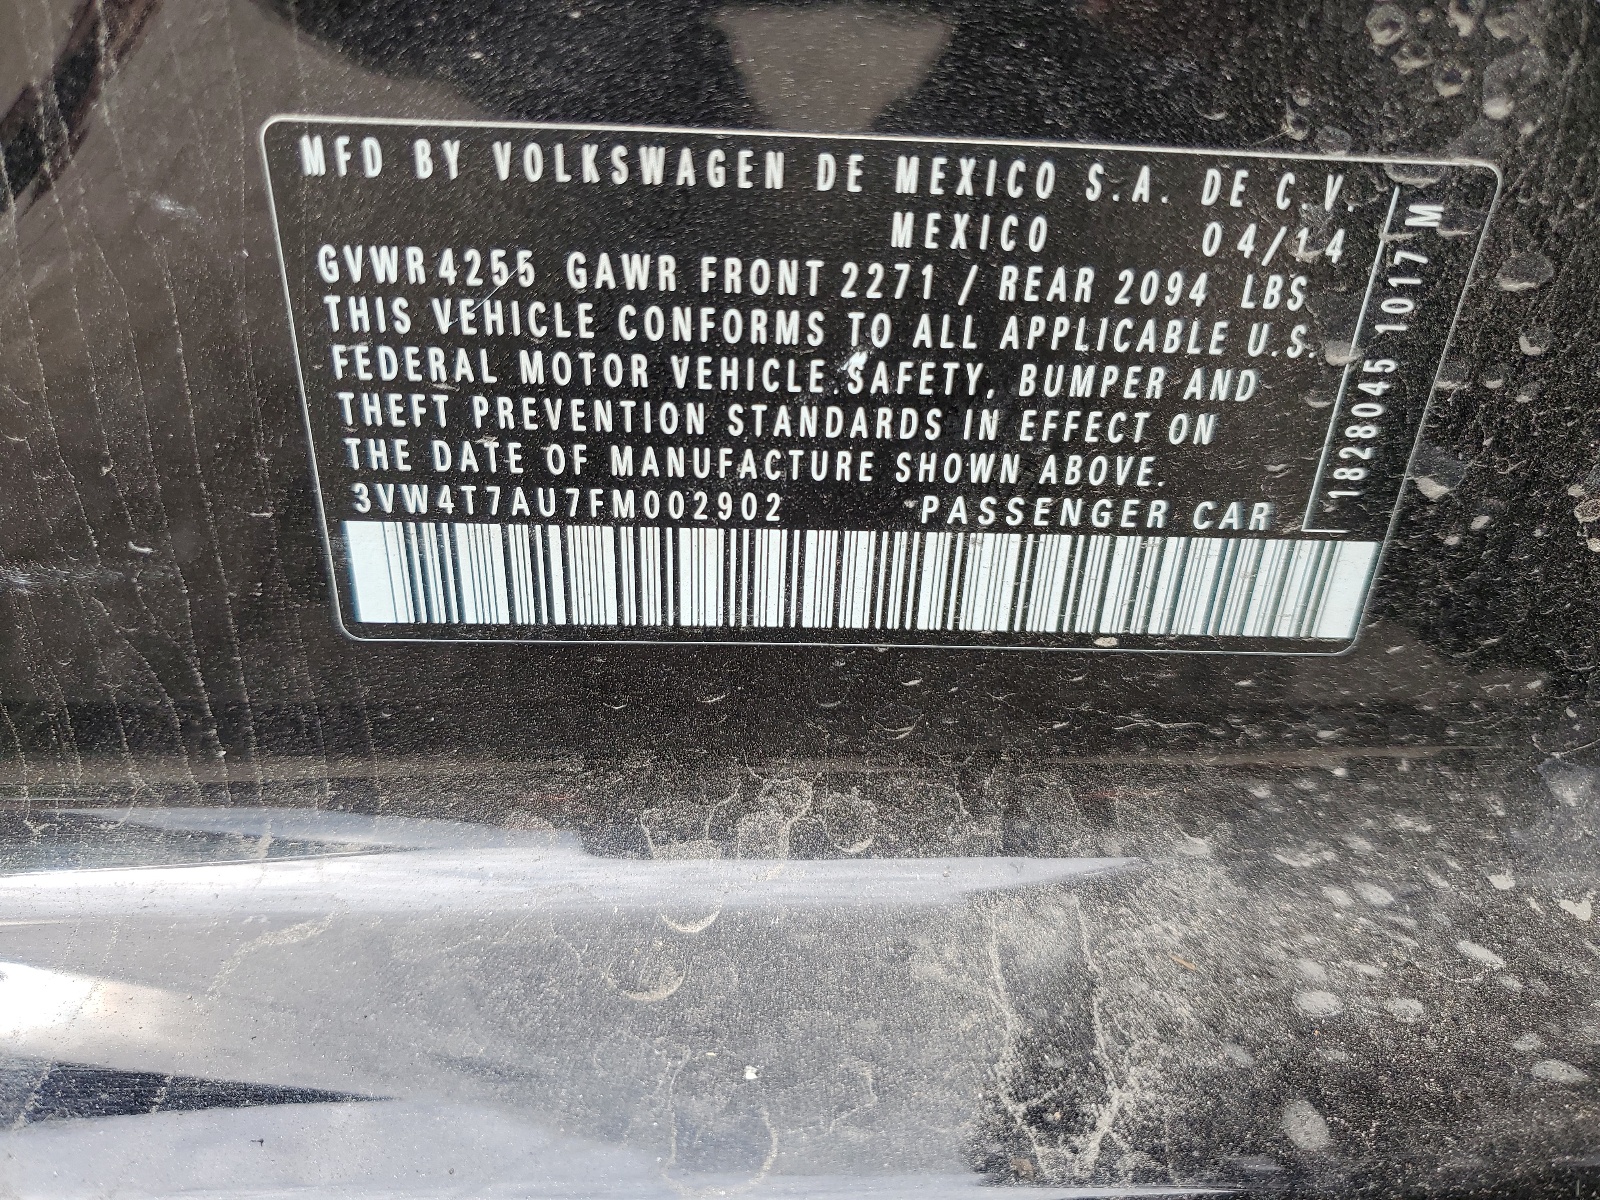 MFD BY VOLKSWAGEN DE MEXICO S.A. DE C.V.
MEXICO 04/14
GVWR 4255 GAWR FRONT 2271 / REAR 2094 LBS
THIS VEHICLE CONFORMS TO ALL APPLICABLE U.S.
FEDERAL MOTOR VEHICLE SAFETY, BUMPER AND
THEFT PREVENTION STANDARDS IN EFFECT ON
THE DATE OF MANUFACTURE SHOWN ABOVE.
3VW4T7AU7FM002902 PASSENGER CAR
1828045 1017 M